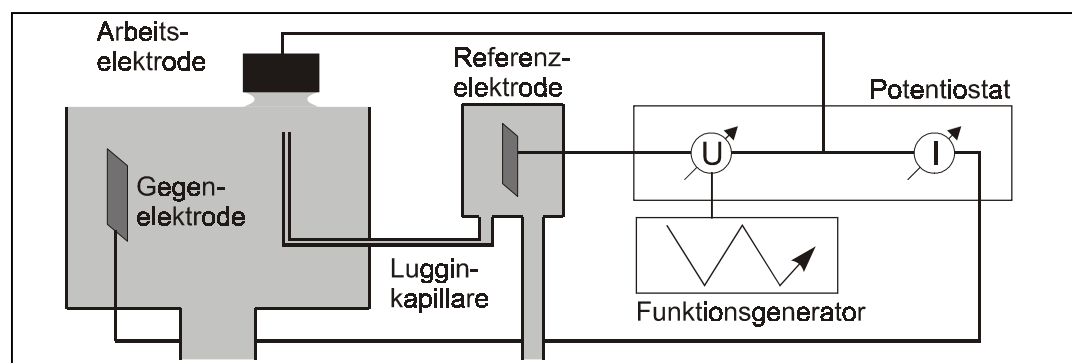 Arbeits-
elektrode
Referenz-
elektrode
Potentiostat
U
I
Gegen-
elektrode
Luggin-
kapillare
Funktionsgenerator